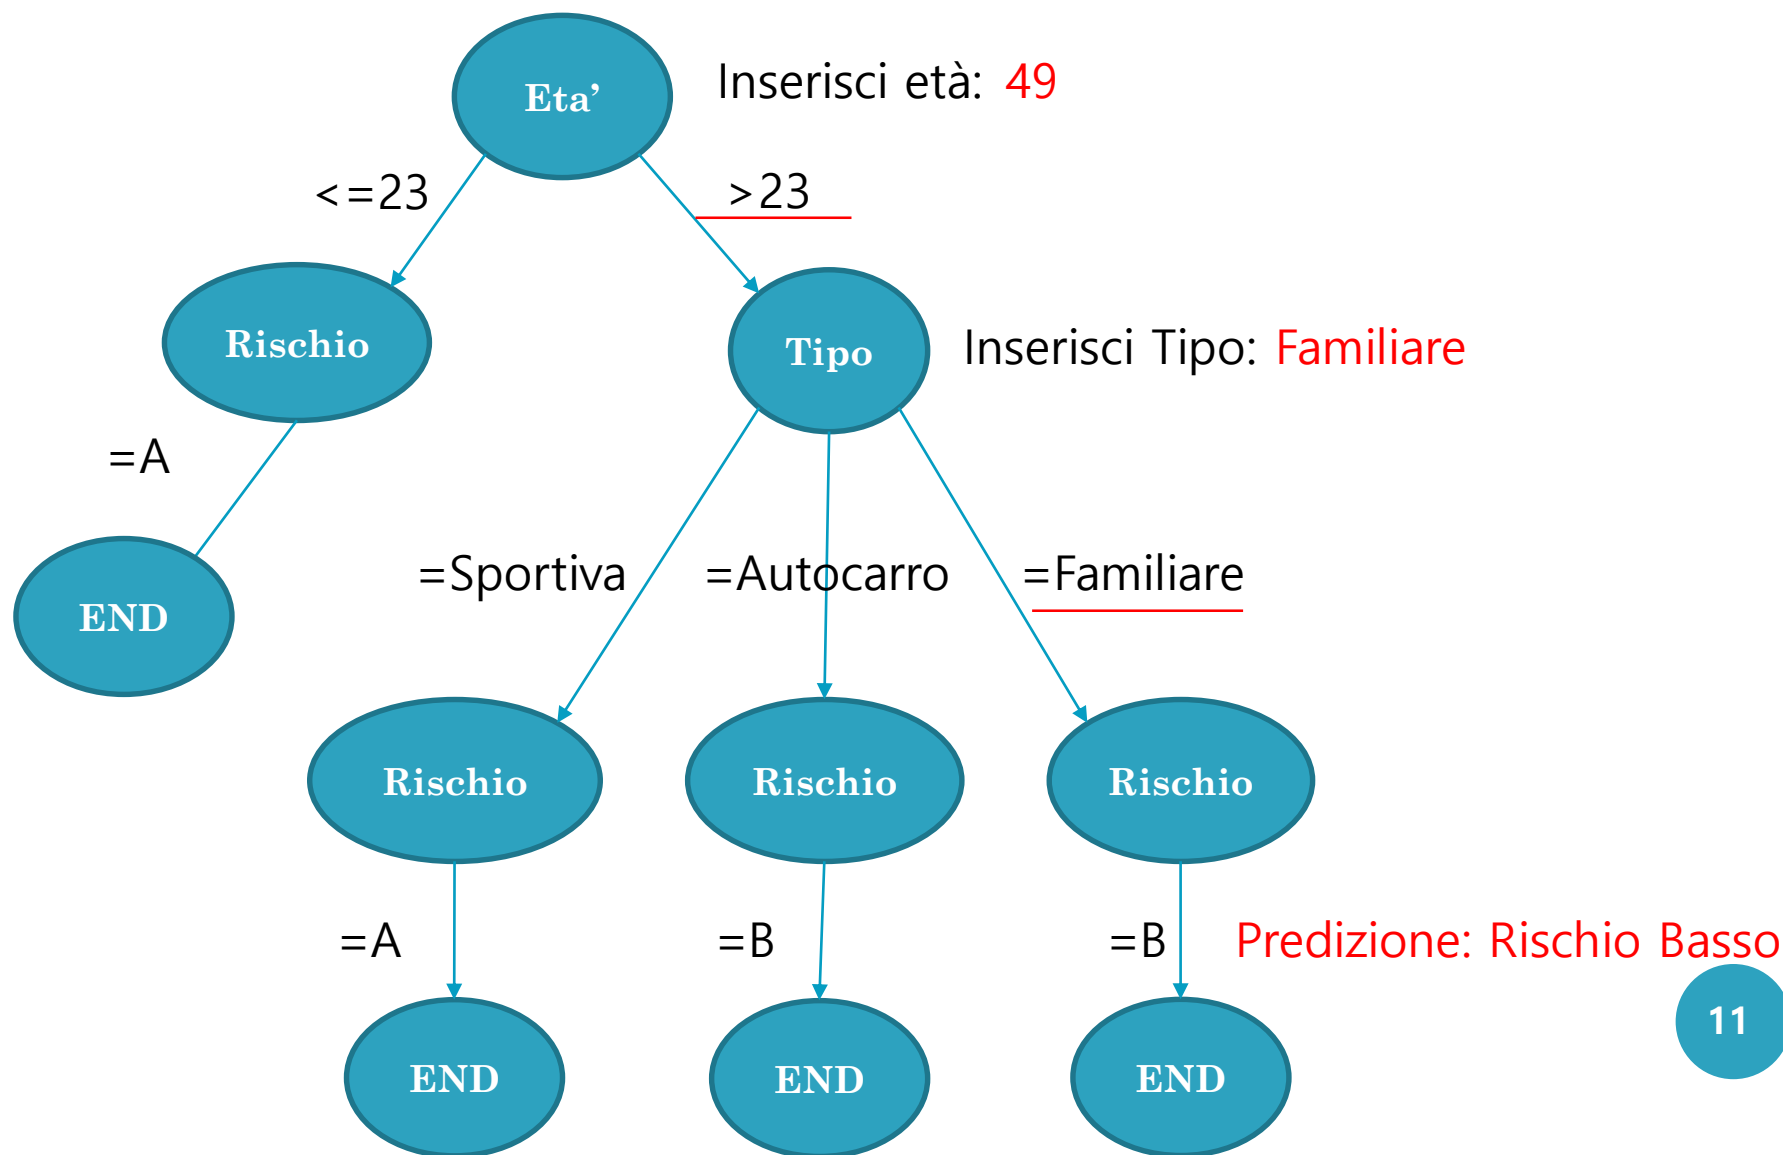 Eta’
Inserisci età: 49
<=23
>23
Rischio
Tipo
Inserisci Tipo: Familiare
=A
=Sportiva
=Autocarro
=Familiare
END
Rischio
Rischio
Rischio
=A
=B
=B
Predizione: Rischio Basso
11
END
END
END